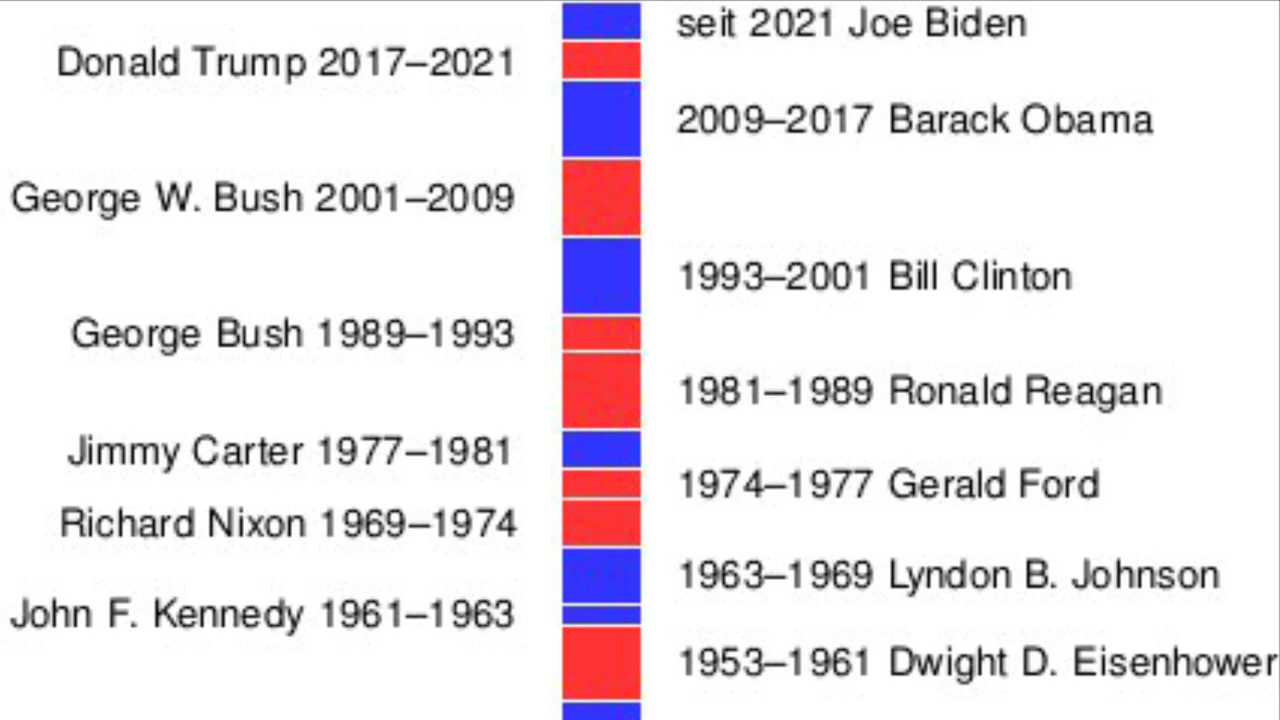 seit 2021 Joe Biden
Donald Trump 2017–2021
2009–2017 Barack Obama
George W. Bush 2001–2009
1993–2001 Bill Clinton
George Bush 1989–1993
1981–1989 Ronald Reagan
Jimmy Carter 1977–1981
1974–1977 Gerald Ford
Richard Nixon 1969–1974
1963–1969 Lyndon B. Johnson
John F. Kennedy 1961–1963
1953–1961 Dwight D. Eisenhower